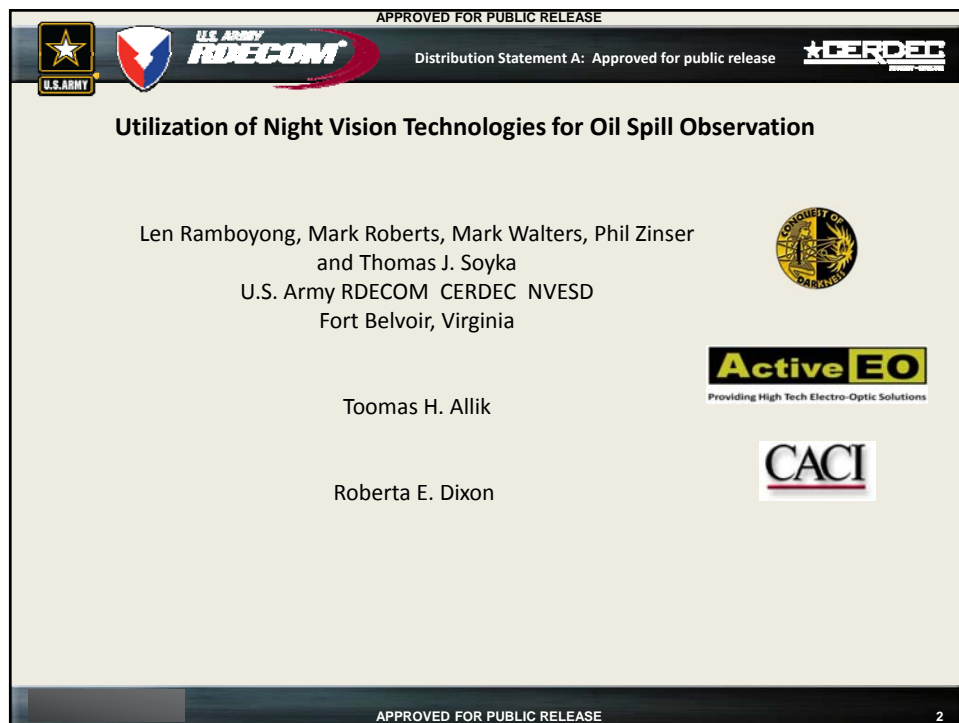 APPROVED FOR PUBLIC RELEASE
U.S. ARMY
RDECOM
Distribution Statement A: Approved for public release
CERDEC
U.S.ARMY
Utilization of Night Vision Technologies for Oil Spill Observation
Len Ramboyong, Mark Roberts, Mark Walters, Phil Zinser
and Thomas J. Soyka
U.S. Army RDECOM CERDEC NVESD
Fort Belvoir, Virginia
CONQUEST OF
DARKNESS
Active EO
Providing High Tech Electro-Optic Solutions
Toomas H. Allik
CACI
Roberta E. Dixon
APPROVED FOR PUBLIC RELEASE
2